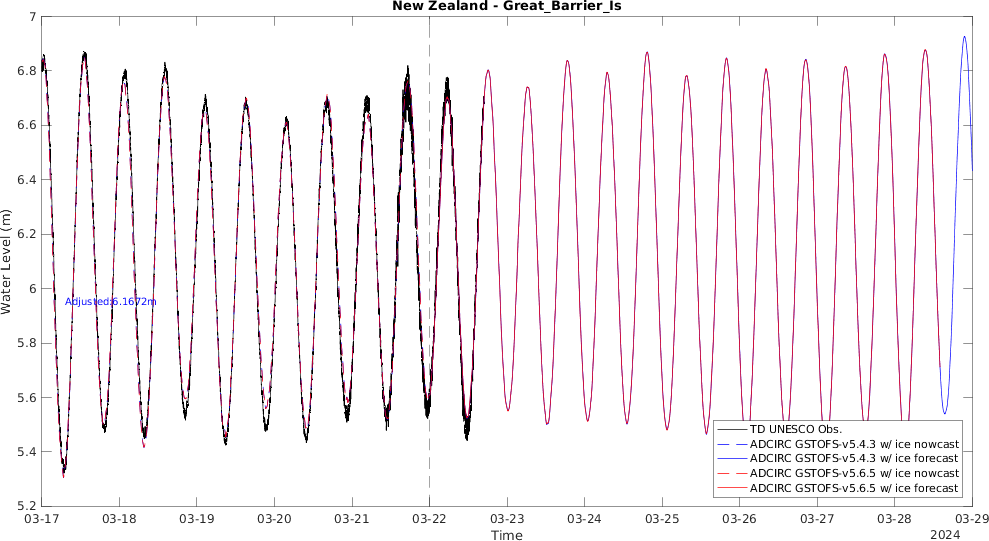 New Zealand - Great_Barrier_Is
7
6.8
6.6
6.4
6.2
6
5.8
5.6
5.4
5.2
Water Level (m)
Adjusted:6.1672m
TD UNESCO Obs.
ADCIRC GSTOFS-v5.4.3 w/ ice nowcast
ADCIRC GSTOFS-v5.4.3 w/ ice forecast
ADCIRC GSTOFS-v5.6.5 w/ ice nowcast
ADCIRC GSTOFS-v5.6.5 w/ ice forecast
03-17 03-18 03-19 03-20 03-21 03-22 03-23 03-24 03-25 03-26 03-27 03-28 03-29
Time
2024